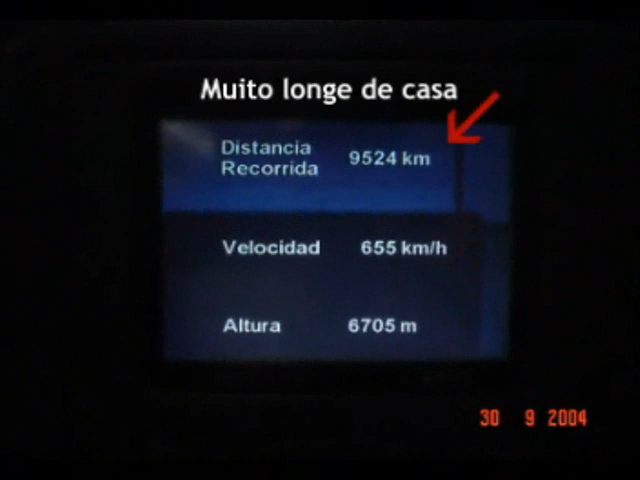 Muito longe de casa
Distancia
Recorrida 9524 km
Velocidad 655 km/h
Altura 6705 m
30 9 2004